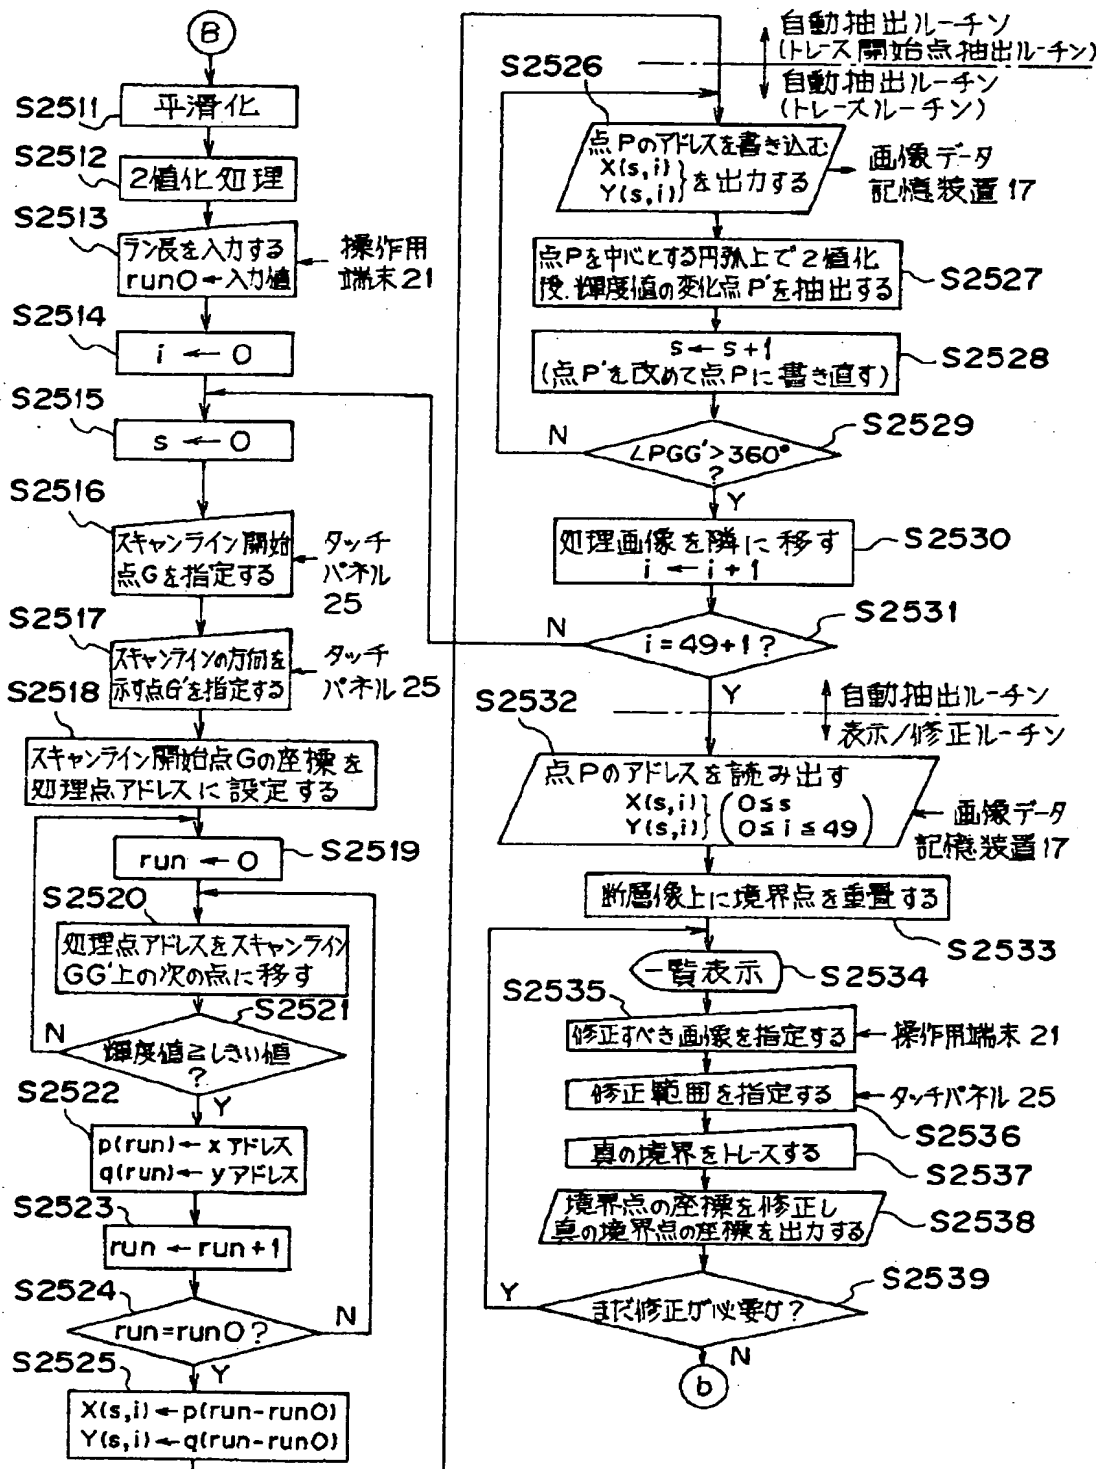 B
S2511
平滑化
S2512
2値化処理
S2513
ラン長を入力する
run0←入力値
操作用
端末21
S2514
i ← 0
S2515
s ← 0
S2516
スキャンライン開始
点Gを指定する
タッチ
パネル
25
S2517
スキャンラインの方向を
示す点G'を指定する
タッチ
パネル 25
S2518
スキャンライン開始点Gの座標を
処理点アドレスに設定する
run ← 0
S2519
S2520
処理点アドレスをスキャンライン
GG'上の次の点に移す
S2521
N
輝度値≧しきい値
?
Y
S2522
p(run)← x アドレス
q(run)← y アドレス
S2523
run ← run+1
S2524
run=run0?
N
Y
S2525
X(s,i)←p(run-run0)
Y(s,i)←q(run-run0)
自動抽出ルーチン
(トレース開始点抽出ルーチン)
自動抽出ルーチン
(トレースルーチン)
S2526
点Pのアドレスを書き込む
X(s,i)
Y(s,i)
}を出力する
画像データ
記憶装置17
点Pを中心とする円弧上で2値化
後、輝度値の変化点P'を抽出する
S2527
s ← s+1
(点P'を改めて点Pに書き直す)
S2528
S2529
N
∠PGG'>360°
?
Y
処理画像を隣に移す
i ← i+1
S2530
S2531
N
i=49+1?
Y
自動抽出ルーチン
表示/修正ルーチン
S2532
点Pのアドレスを読み出す
X(s,i)
Y(s,i)
}
(0≦s
0≦i≦49)
画像データ
記憶装置17
断層像上に境界点を重畳する
S2533
一覧表示
S2534
S2535
修正すべき画像を指定する
操作用端末 21
修正範囲を指定する
タッチパネル 25
S2536
真の境界をトレースする
S2537
境界点の座標を修正し
真の境界点の座標を出力する
S2538
S2539
Y
まだ修正が必要か?
N
b